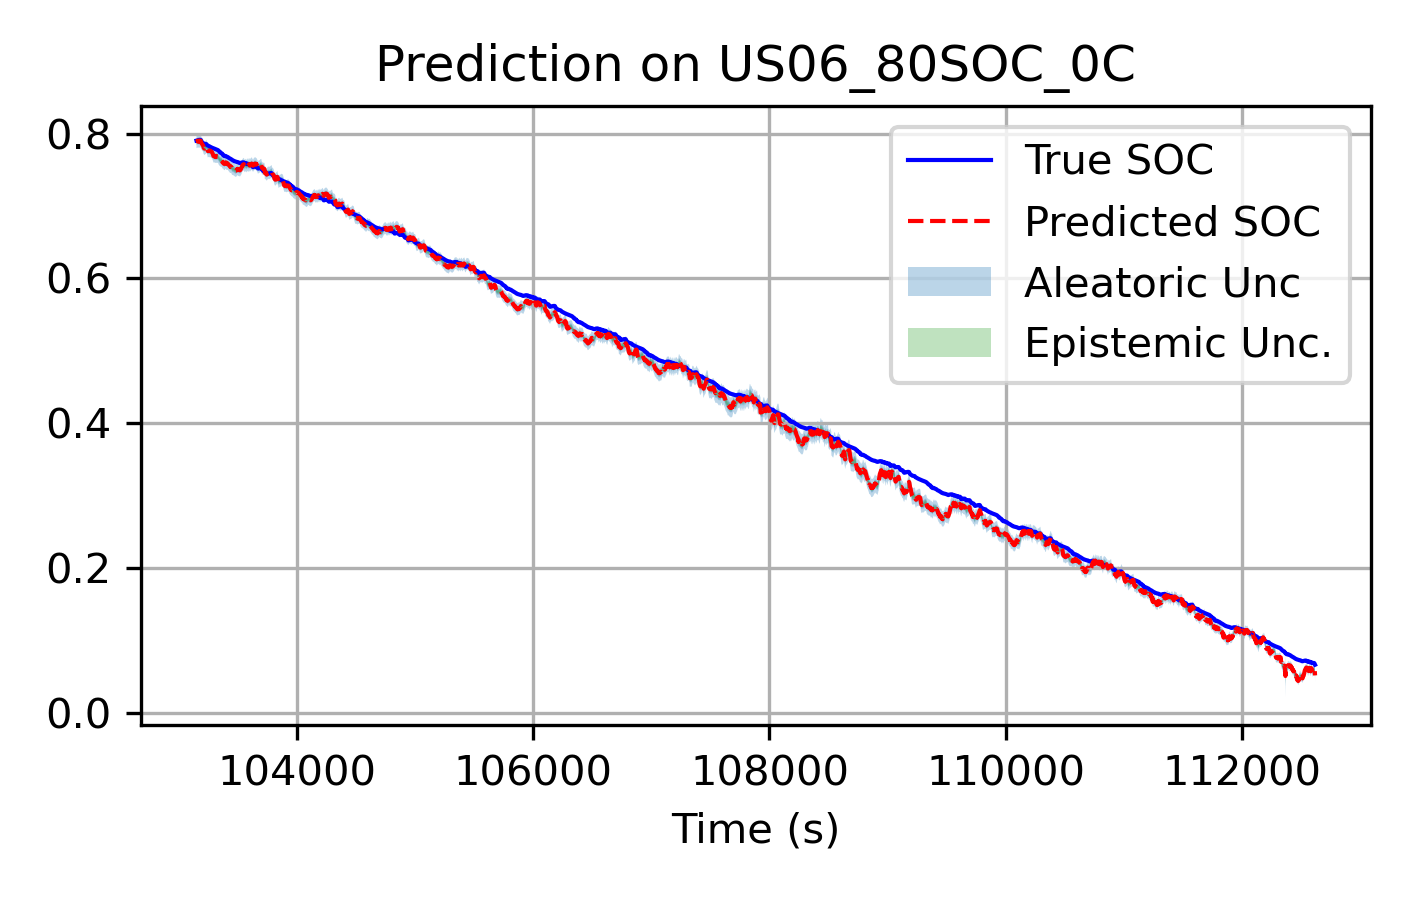 Prediction on US06_80SOC_0C
True SOC
Predicted SOC
Aleatoric Unc
Epistemic Unc.
0.8
0.6
0.4
0.2
0.0
104000 106000 108000 110000 112000
Time (s)